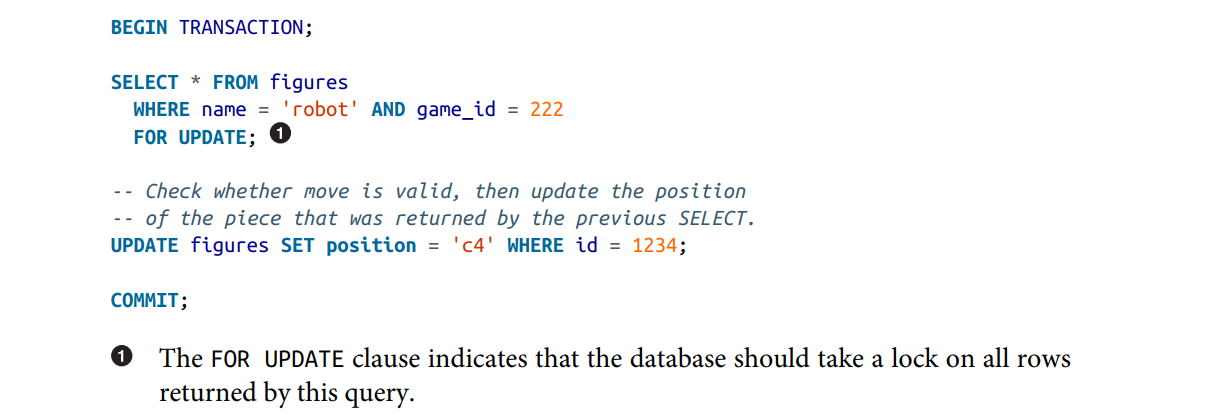 BEGIN TRANSACTION;
SELECT * FROM figures
WHERE name = 'robot' AND game_id = 222
FOR UPDATE; ❶
-- Check whether move is valid, then update the position
-- of the piece that was returned by the previous SELECT.
UPDATE figures SET position = 'c4' WHERE id = 1234;
COMMIT;
❶ The FOR UPDATE clause indicates that the database should take a lock on all rows
returned by this query.